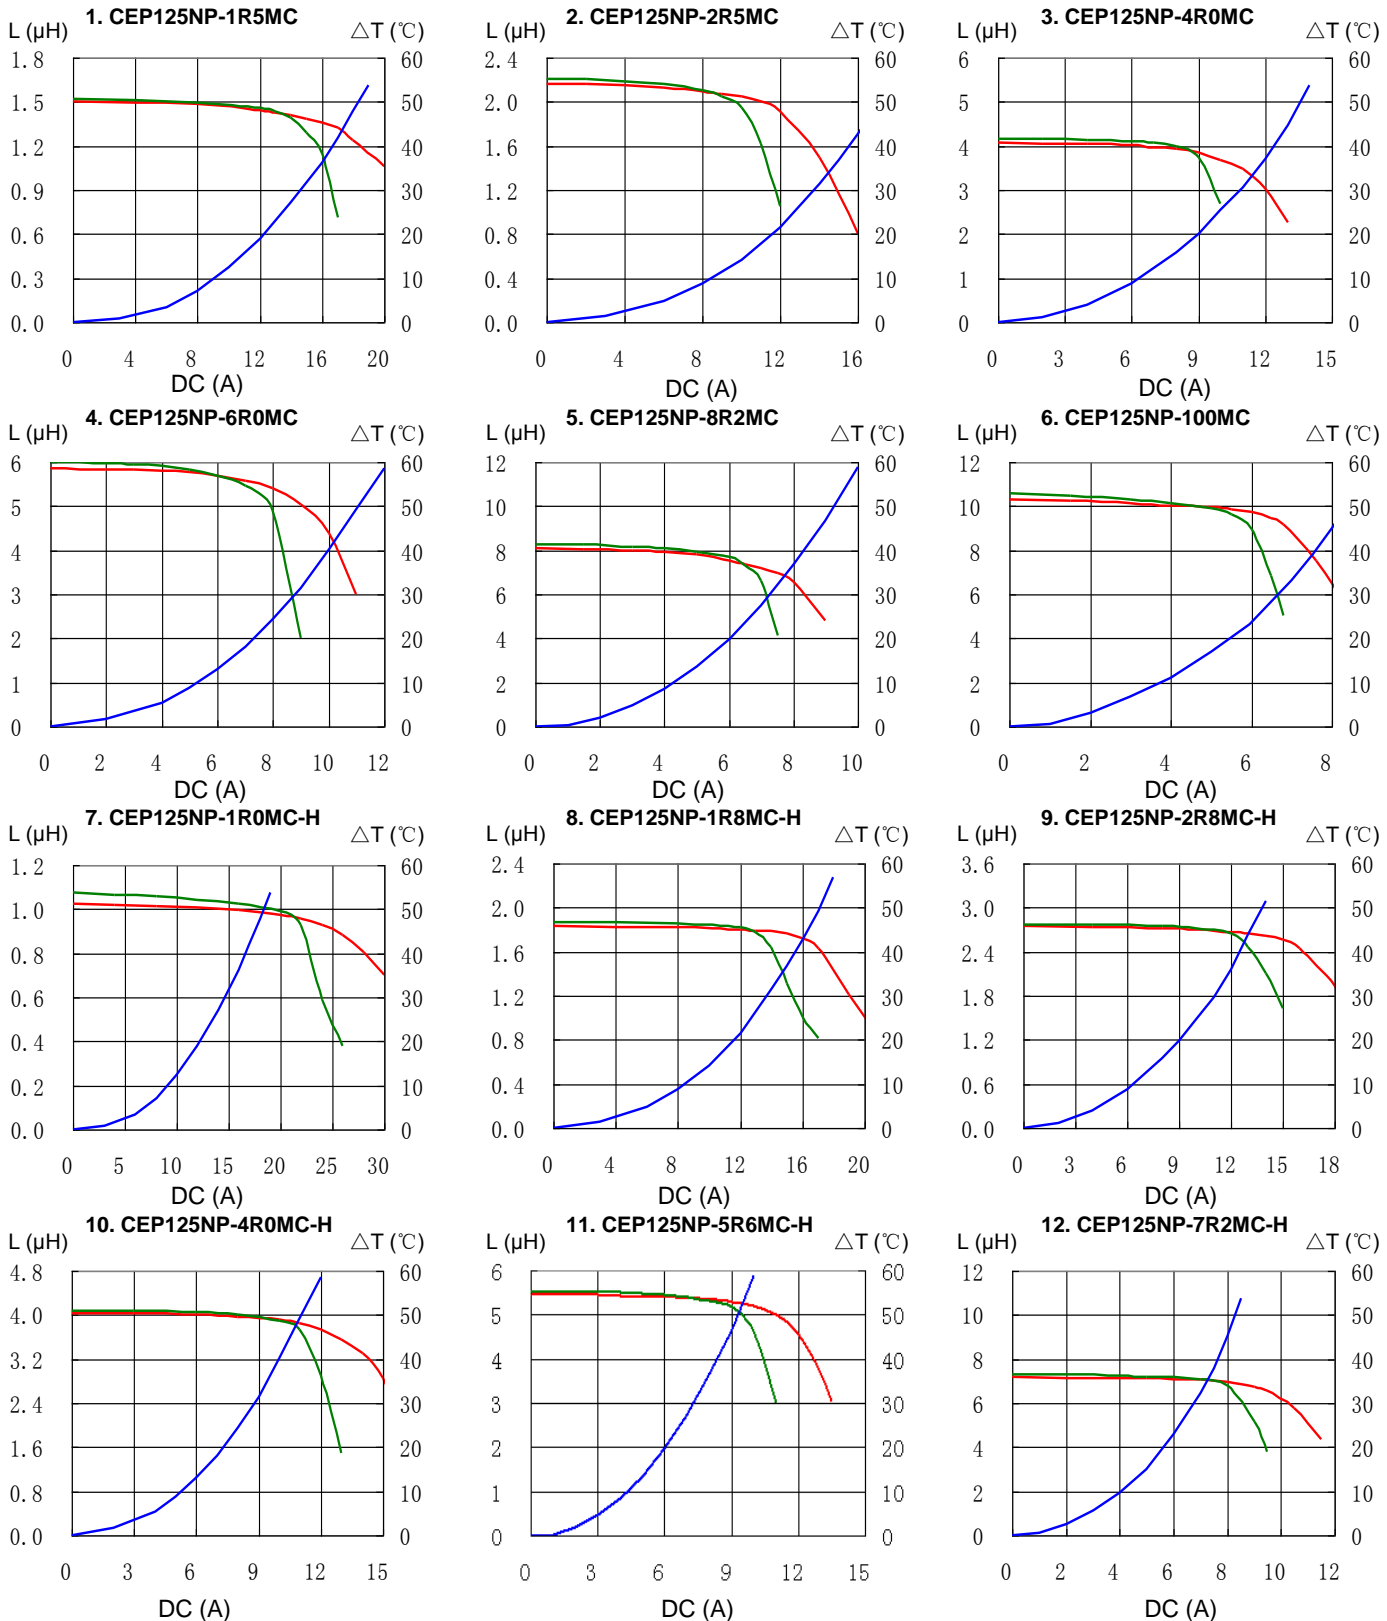 1. CEP125NP-1R5MC
L (μH) △T (℃)
1.8 60
1.5 50
1.2 40
0.9 30
0.6 20
0.3 10
0.0 0
0 4 8 12 16 20
DC (A)
2. CEP125NP-2R5MC
L (μH) △T (℃)
2.4 60
2.0 50
1.6 40
1.2 30
0.8 20
0.4 10
0.0 0
0 4 8 12 16
DC (A)
3. CEP125NP-4R0MC
L (μH) △T (℃)
6 60
5 50
4 40
3 30
2 20
1 10
0 0
0 3 6 9 12 15
DC (A)
4. CEP125NP-6R0MC
L (μH) △T (℃)
6 60
5 50
4 40
3 30
2 20
1 10
0 0
0 2 4 6 8 10 12
DC (A)
5. CEP125NP-8R2MC
L (μH) △T (℃)
12 60
10 50
8 40
6 30
4 20
2 10
0 0
0 2 4 6 8 10
DC (A)
6. CEP125NP-100MC
L (μH) △T (℃)
12 60
10 50
8 40
6 30
4 20
2 10
0 0
0 2 4 6 8
DC (A)
7. CEP125NP-1R0MC-H
L (μH) △T (℃)
1.2 60
1.0 50
0.8 40
0.6 30
0.4 20
0.2 10
0.0 0
0 5 10 15 20 25 30
DC (A)
8. CEP125NP-1R8MC-H
L (μH) △T (℃)
2.4 60
2.0 50
1.6 40
1.2 30
0.8 20
0.4 10
0.0 0
0 4 8 12 16 20
DC (A)
9. CEP125NP-2R8MC-H
L (μH) △T (℃)
3.6 60
3.0 50
2.4 40
1.8 30
1.2 20
0.6 10
0.0 0
0 3 6 9 12 15 18
DC (A)
10. CEP125NP-4R0MC-H
L (μH) △T (℃)
4.8 60
4.0 50
3.2 40
2.4 30
1.6 20
0.8 10
0.0 0
0 3 6 9 12 15
DC (A)
11. CEP125NP-5R6MC-H
L (μH) △T (℃)
6 60
5 50
4 40
3 30
2 20
1 10
0 0
0 3 6 9 12 15
DC (A)
12. CEP125NP-7R2MC-H
L (μH) △T (℃)
12 60
10 50
8 40
6 30
4 20
2 10
0 0
0 2 4 6 8 10 12
DC (A)